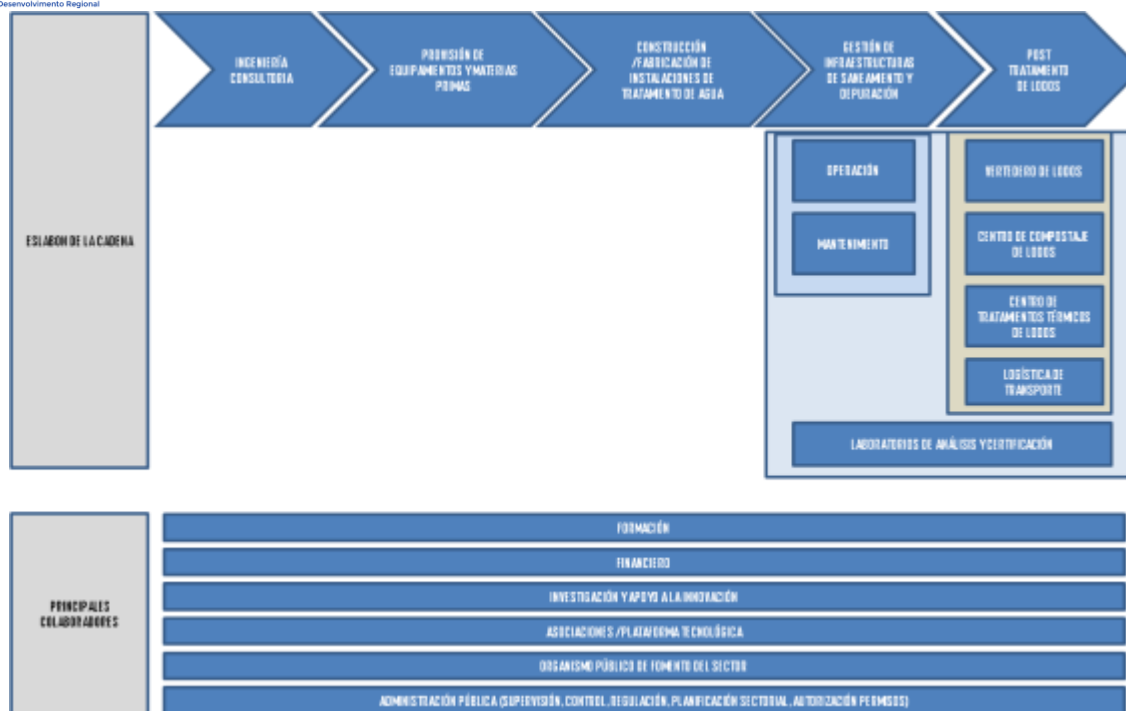 Desenvolvimento Regional
INGENIERÍA
CONSULTORIA
PROVISIÓN DE
EQUIPAMIENTOS Y MATERIAS
PRIMAS
CONSTRUCCIÓN
/FABRICACIÓN DE
INSTALACIONES DE
TRATAMIENTO DE AGUA
GESTIÓN DE
INFRAESTRUCTURAS
DE SANEAMIENTO Y
DEPURACIÓN
POST
TRATAMIENTO
DE LODOS
ESLABON DE LA CADENA
OPERACIÓN
MANTENIMIENTO
VERTEDERO DE LODOS
CENTRO DE COMPOSTAJE
DE LODOS
CENTRO DE
TRATAMIENTOS TÉRMICOS
DE LODOS
LOGÍSTICA DE
TRANSPORTE
LABORATORIOS DE ANÁLISIS Y CERTIFICACIÓN
PRINCIPALES
COLABORADORES
FORMACIÓN
FINANCIERO
INVESTIGACIÓN Y APOYO A LA INNOVACIÓN
ASOCIACIONES /PLATAFORMA TECNOLÓGICA
ORGANISMO PÚBLICO DE FOMENTO DEL SECTOR
ADMINISTRACIÓN PÚBLICA (SUPERVISIÓN, CONTROL, REGULACIÓN, PLANIFICACIÓN SECTORIAL, AUTORIZACIÓN PERMISOS)